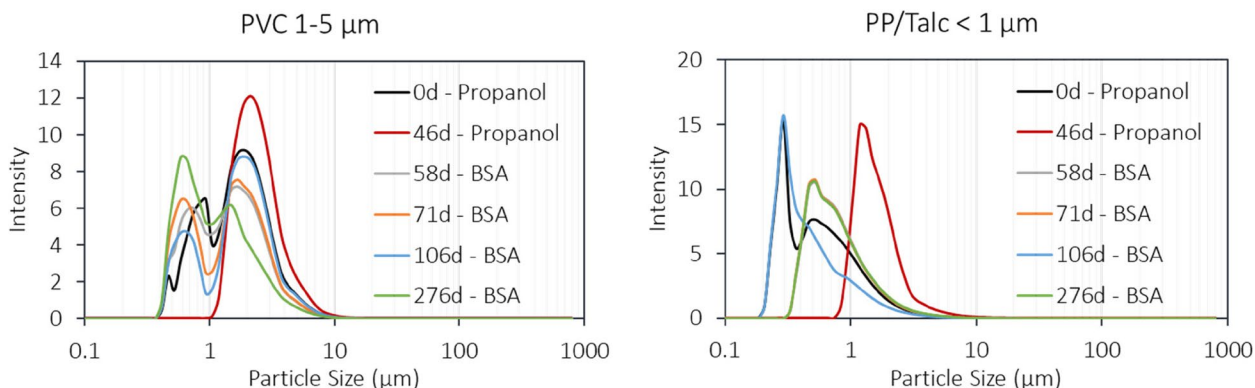 PVC 1-5 µm
14
12
10
8
6
4
2
0
Intensity
0d - Propanol
46d - Propanol
58d - BSA
71d - BSA
106d - BSA
276d - BSA
0.1 1 10 100 1000
Particle Size (µm)
PP/Talc < 1 µm
20
15
10
5
0
Intensity
0d - Propanol
46d - Propanol
58d - BSA
71d - BSA
106d - BSA
276d - BSA
0.1 1 10 100 1000
Particle Size (µm)